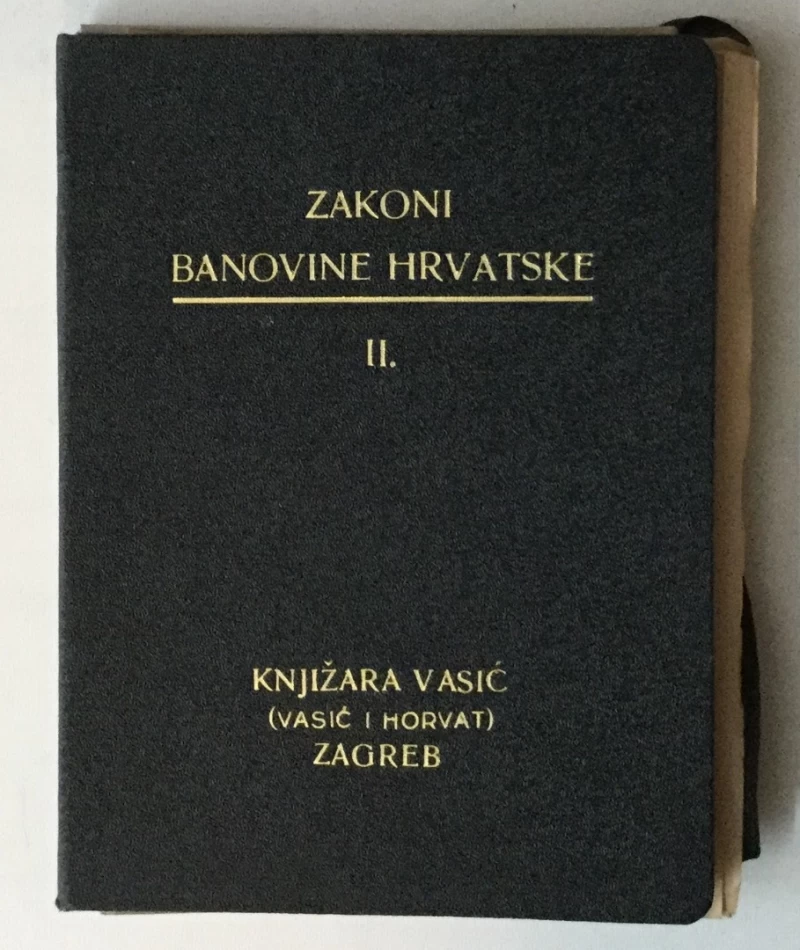 ZAKONI
BANOVINE HRVATSKE
II.
KNJIŽARA VASIĆ
(VASIĆ I HORVAT)
ZAGREB